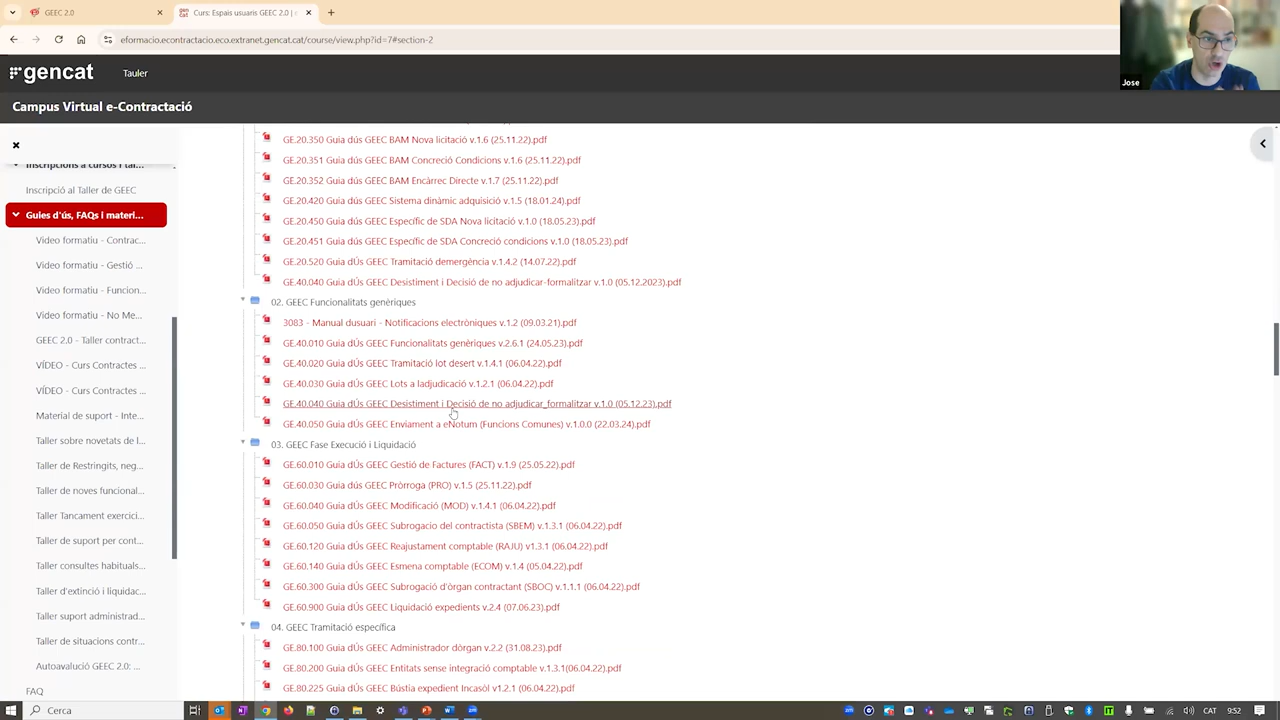 GEEC 2.0
Curs: Espais usuaris GEEC 2.0 | e
eformacio.econtractacio.eco.extranet.gencat.cat/course/view.php?id=7#section-2
gencat
Tauler
Jose
Campus Virtual e-Contractació
Inscripció al Taller de GEEC
Guies d'ús, FAQs i materi...
Video formatiu - Contrac...
Video formatiu - Gestió ...
Video formatiu - Funcion...
Video formatiu - No Me...
GEEC 2.0 - Taller contract...
VÍDEO - Curs Contractes ...
VÍDEO - Curs Contractes ...
Material de suport - Inte...
Taller sobre novetats de l...
Taller de Restringits, neg...
Taller de noves funcional...
Taller Tancament exercici...
Taller de suport per cont...
Taller consultes habituals...
Taller d'extinció i liquidac...
Taller suport administrad...
Taller de situacions contr...
Autoavalució GEEC 2.0: ...
FAQ
GE.20.350 Guia dús GEEC BAM Nova licitació v.1.6 (25.11.22).pdf
GE.20.351 Guia dÚs GEEC BAM Concreció Condicions v.1.6 (25.11.22).pdf
GE.20.352 Guia dÚs GEEC BAM Encàrrec Directe v.1.7 (25.11.22).pdf
GE.20.420 Guia dÚs GEEC Sistema dinàmic adquisició v.1.5 (18.01.24).pdf
GE.20.450 Guia dÚs GEEC Específic de SDA Nova licitació v.1.0 (18.05.23).pdf
GE.20.451 Guia dÚs GEEC Específic de SDA Concreció condicions v.1.0 (18.05.23).pdf
GE.20.520 Guia dÚs GEEC Tramitació demergència v.1.4.2 (14.07.22).pdf
GE.40.040 Guia dÚs GEEC Desistiment i Decisió de no adjudicar-formalitzar v.1.0 (05.12.2023).pdf
02. GEEC Funcionalitats genèriques
3083 - Manual dusuari - Notificacions electròniques v.1.2 (09.03.21).pdf
GE.40.010 Guia dÚs GEEC Funcionalitats genèriques v.2.6.1 (24.05.23).pdf
GE.40.020 Guia dÚs GEEC Tramitació lot desert v.1.4.1 (06.04.22).pdf
GE.40.030 Guia dÚs GEEC Lots a ladjudicació v.1.2.1 (06.04.22).pdf
GE.40.040 Guia dÚs GEEC Desistiment i Decisió de no adjudicar_formalitzar v.1.0 (05.12.23).pdf
GE.40.050 Guia dÚs GEEC Enviament a eNotum (Funcions Comunes) v.1.0.0 (22.03.24).pdf
03. GEEC Fase Execució i Liquidació
GE.60.010 Guia dÚs GEEC Gestió de Factures (FACT) v.1.9 (25.05.22).pdf
GE.60.030 Guia dús GEEC Pròrroga (PRO) v.1.5 (25.11.22).pdf
GE.60.040 Guia dÚs GEEC Modificació (MOD) v.1.4.1 (06.04.22).pdf
GE.60.050 Guia dÚs GEEC Subrogacio del contractista (SBEM) v.1.3.1 (06.04.22).pdf
GE.60.120 Guia dÚs GEEC Reajustament comptable (RAJU) v1.3.1 (06.04.22).pdf
GE.60.140 Guia dÚs GEEC Esmena comptable (ECOM) v.1.4 (05.04.22).pdf
GE.60.300 Guia dÚs GEEC Subrogació d'òrgan contractant (SBOC) v.1.1.1 (06.04.22).pdf
GE.60.900 Guia dÚs GEEC Liquidació expedients v.2.4 (07.06.23).pdf
04. GEEC Tramitació específica
GE.80.100 Guia dÚs GEEC Administrador dòrgan v.2.2 (31.08.23).pdf
GE.80.200 Guia dÚs GEEC Entitats sense integració comptable v.1.3.1(06.04.22).pdf
GE.80.225 Guia dÚs GEEC Bústia expedient Incasòl v1.2.1 (06.04.22).pdf
Cerca
CAT
9:52